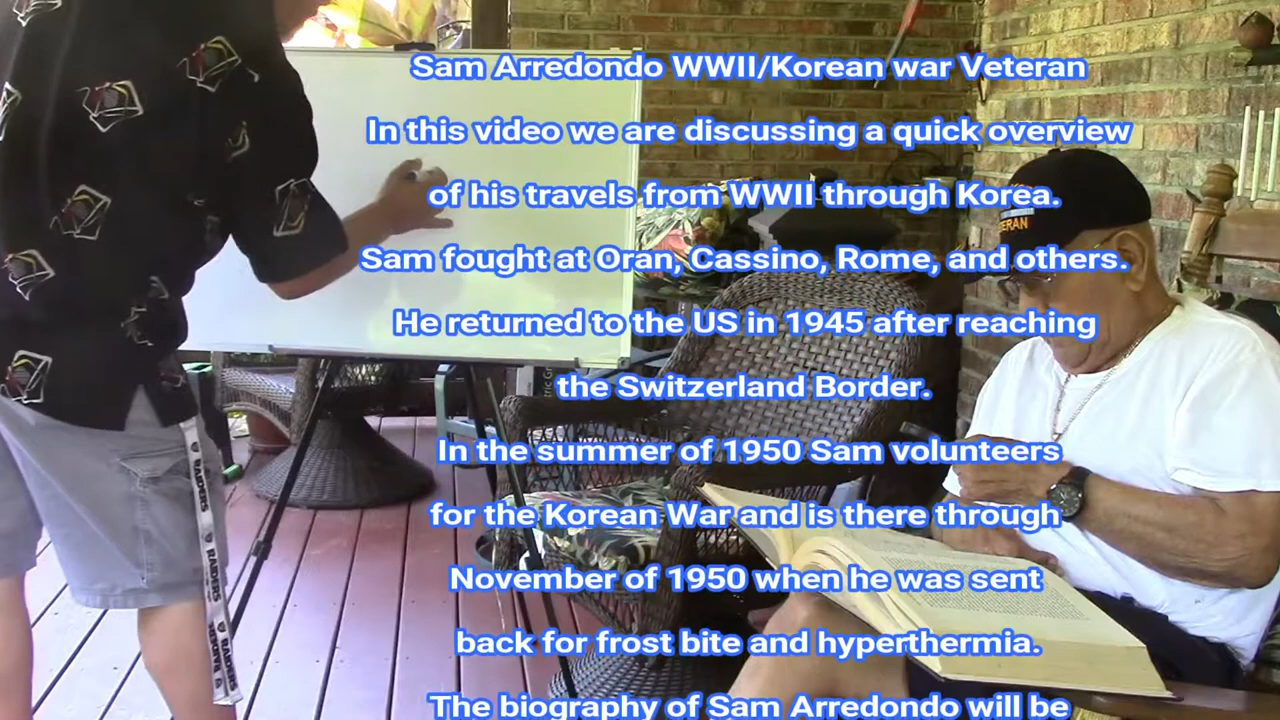 Sam Arredondo WWII/Korean war Veteran
In this video we are discussing a quick overview
of his travels from WWII through Korea.
Sam fought at Oran, Cassino, Rome, and others.
He returned to the US in 1945 after reaching
the Switzerland Border.
In the summer of 1950 Sam volunteers
for the Korean War and is there through
November of 1950 when he was sent
back for frost bite and hyperthermia.
The biography of Sam Arredondo will be
ERAN
RAIDERS
RAIDERS
RAIDERS